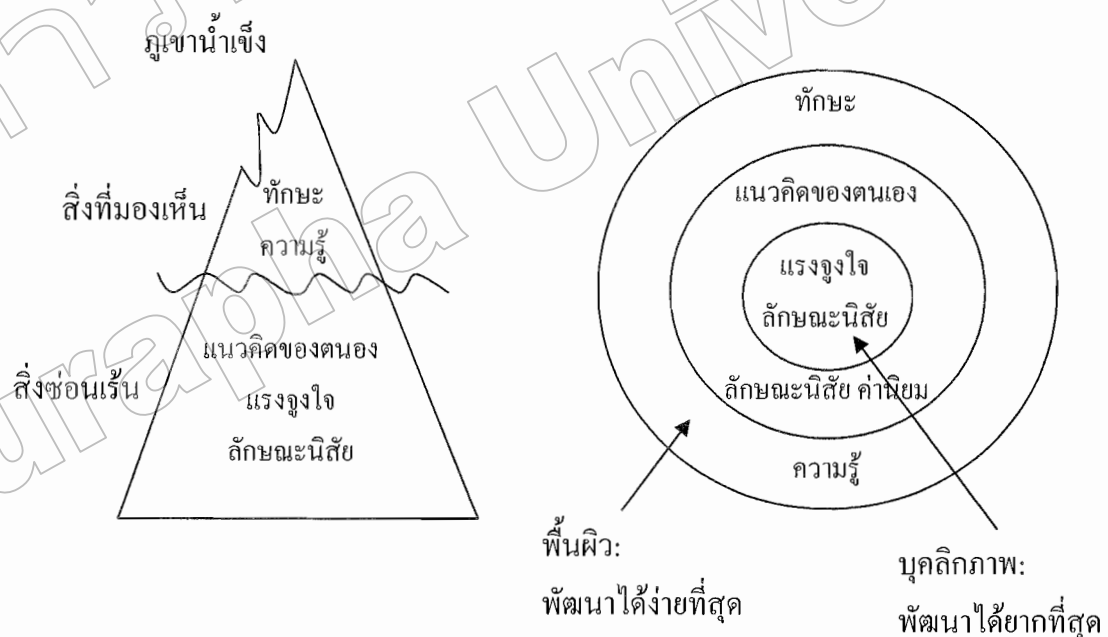 ภูเขาน้ำแข็ง
สิ่งที่มองเห็น
ทักษะ
ความรู้
สิ่งซ่อนเร้น
แนวคิดของตนอง
แรงจูงใจ
ลักษณะนิสัย
ทักษะ
แนวคิดของตนเอง
แรงจูงใจ
ลักษณะนิสัย
ลักษณะนิสัย ค่านิยม
ความรู้
พื้นผิว:
พัฒนาได้ง่ายที่สุด
บุคลิกภาพ:
พัฒนาได้ยากที่สุด